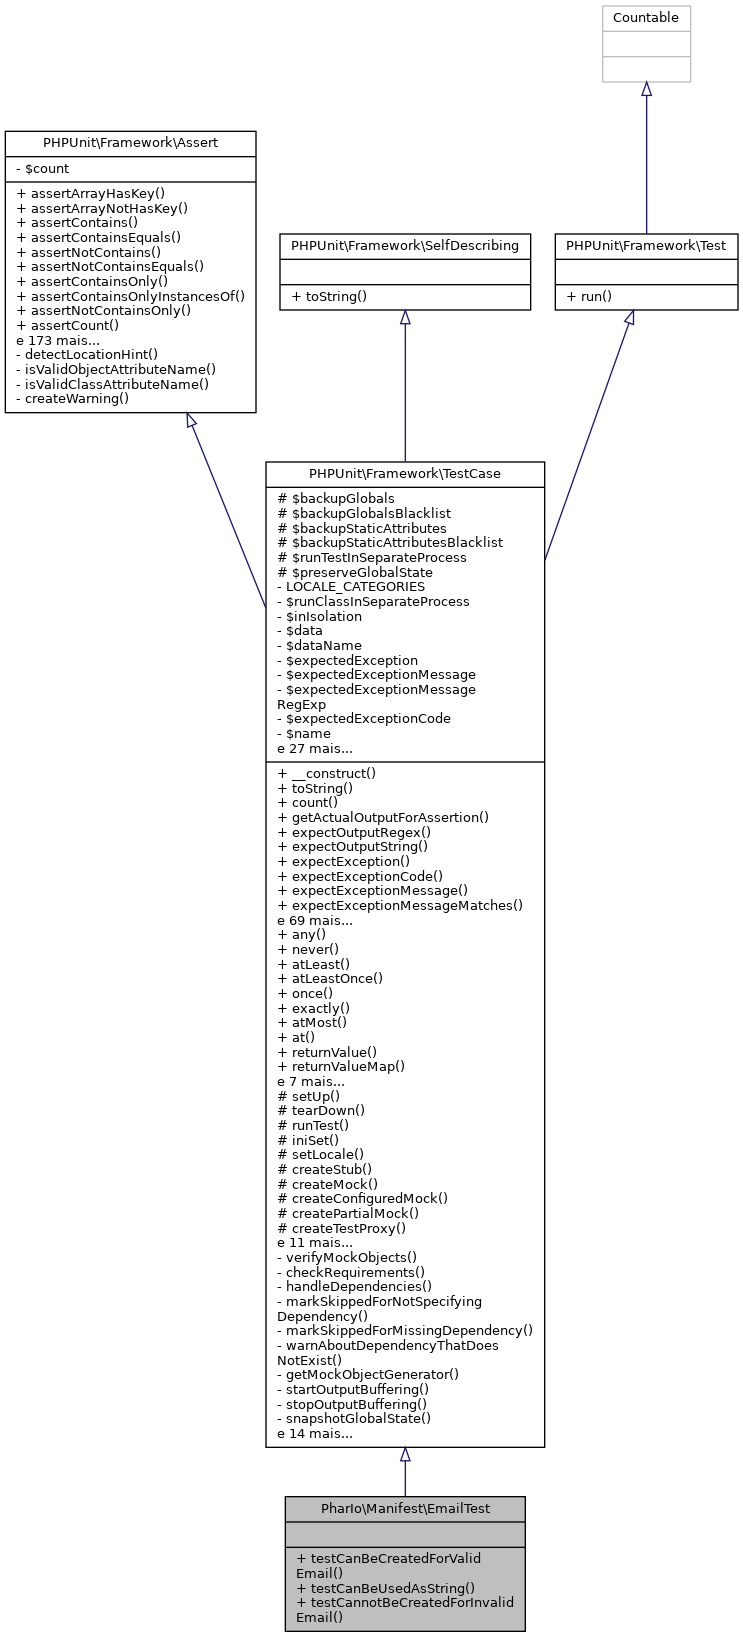 Countable
PHPUnit\Framework\Assert
- $count
+ assertArrayHasKey()
+ assertArrayNotHasKey()
+ assertContains()
+ assertContainsEquals()
+ assertNotContains()
+ assertNotContainsEquals()
+ assertContainsOnly()
+ assertContainsOnlyInstancesOf()
+ assertNotContainsOnly()
+ assertCount()
e 173 mais...
- detectLocationHint()
- isValidObjectAttributeName()
- isValidClassAttributeName()
- createWarning()
PHPUnit\Framework\SelfDescribing
+ toString()
PHPUnit\Framework\Test
+ run()
PHPUnit\Framework\TestCase
# $backupGlobals
# $backupGlobalsBlacklist
# $backupStaticAttributes
# $backupStaticAttributesBlacklist
# $runTestInSeparateProcess
# $preserveGlobalState
- LOCALE_CATEGORIES
- $runClassInSeparateProcess
- $inIsolation
- $data
- $dataName
- $expectedException
- $expectedExceptionMessage
- $expectedExceptionMessage
RegExp
- $expectedExceptionCode
- $name
e 27 mais...
+ __construct()
+ toString()
+ count()
+ getActualOutputForAssertion()
+ expectOutputRegex()
+ expectOutputString()
+ expectException()
+ expectExceptionCode()
+ expectExceptionMessage()
+ expectExceptionMessageMatches()
e 69 mais...
+ any()
+ never()
+ atLeast()
+ atLeastOnce()
+ once()
+ exactly()
+ atMost()
+ at()
+ returnValue()
+ returnValueMap()
e 7 mais...
# setUp()
# tearDown()
# runTest()
# iniSet()
# setLocale()
# createStub()
# createMock()
# createConfiguredMock()
# createPartialMock()
# createTestProxy()
e 11 mais...
- verifyMockObjects()
- checkRequirements()
- handleDependencies()
- markSkippedForNotSpecifying
Dependency()
- markSkippedForMissingDependency()
- warnAboutDependencyThatDoes
NotExist()
- getMockObjectGenerator()
- startOutputBuffering()
- stopOutputBuffering()
- snapshotGlobalState()
e 14 mais...
PharIo\Manifest\EmailTest
+ testCanBeCreatedForValid
Email()
+ testCanBeUsedAsString()
+ testCannotBeCreatedForInvalid
Email()